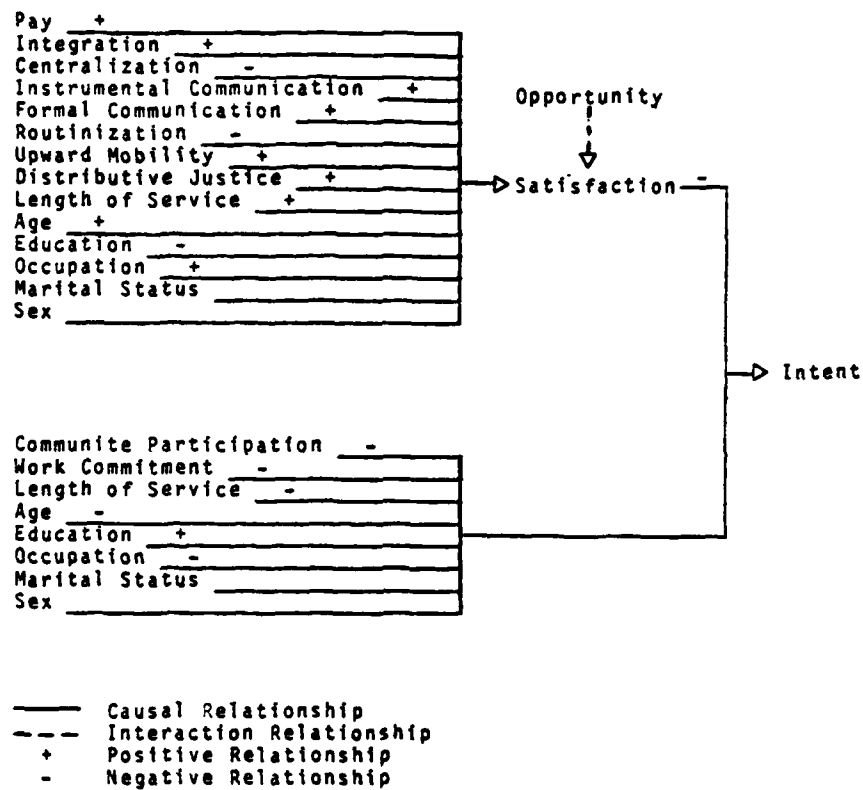 Pay +
Integration +
Centralization -
Instrumental Communication +
Formal Communication +
Routinization -
Upward Mobility +
Distributive Justice +
Length of Service +
Age +
Education -
Occupation +
Marital Status
Sex
Opportunity
Satisfaction -
Intent
Communite Participation -
Work Commitment -
Length of Service -
Age -
Education +
Occupation -
Marital Status
Sex
Causal Relationship
Interaction Relationship
+ Positive Relationship
- Negative Relationship